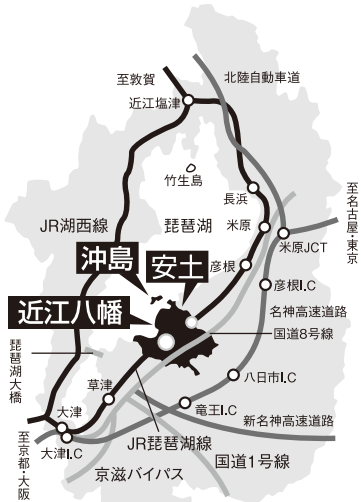 至敦賀
北陸自動車道
近江塩津
竹生島
長浜
至名古屋・東京
JR湖西線
琵琶湖
米原
米原JCT
沖島
安土
彦根
彦根I.C
近江八幡
名神高速道路
国道8号線
琵琶湖大橋
草津
八日市I.C
大津
竜王I.C
新名神高速道路
大津I.C
JR琵琶湖線
至京都・大阪
国道1号線
京滋バイパス